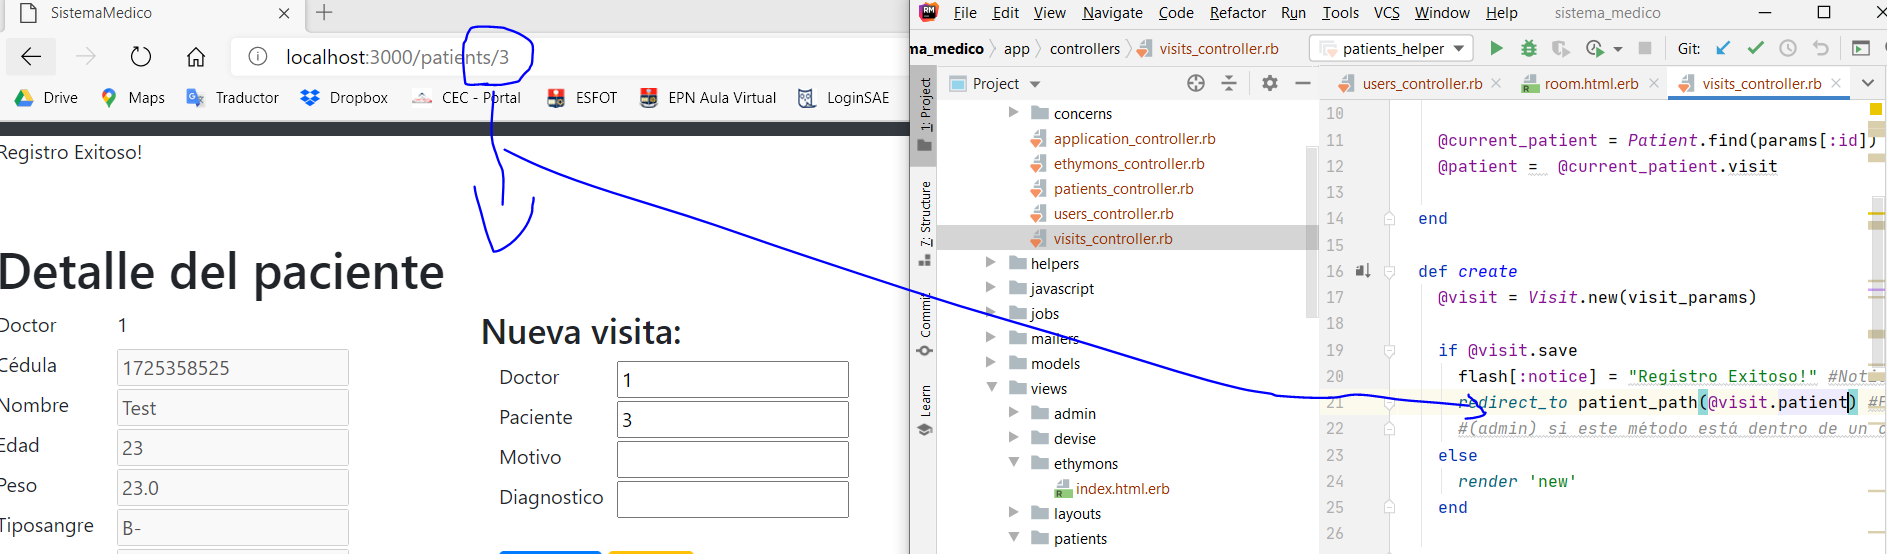 SistemaMedico
localhost:3000/patients/3
Drive Maps Traductor Dropbox CEC - Portal ESFOT EPN Aula Virtual LoginSAE
Registro Exitoso!
Detalle del paciente
Doctor 1
Cédula 1725358525
Nombre Test
Edad 23
Peso 23.0
Tiposangre B-
Nueva visita:
Doctor 1
Paciente 3
Motivo
Diagnostico
RM File Edit View Navigate Code Refactor Run Tools VCS Window Help sistema_medico
ma_medico app controllers visits_controller.rb patients_helper Git:
Project users_controller.rb room.html.erb visits_controller.rb
1: Project
7: Structure
Commit
Learn
concerns
application_controller.rb
ethymons_controller.rb
patients_controller.rb
users_controller.rb
visits_controller.rb
helpers
javascript
jobs
mailers
models
views
admin
devise
ethymons
index.html.erb
layouts
patients
10
11 @current_patient = Patient.find(params[:id])
12 @patient = @current_patient.visit
13
14 end
15
16 def create
17 @visit = Visit.new(visit_params)
18
19 if @visit.save
20 flash[:notice] = "Registro Exitoso!"
21 redirect_to patient_path(@visit.patient)
22 #(admin) si este método está dentro de un
23 else
24 render 'new'
25 end
26